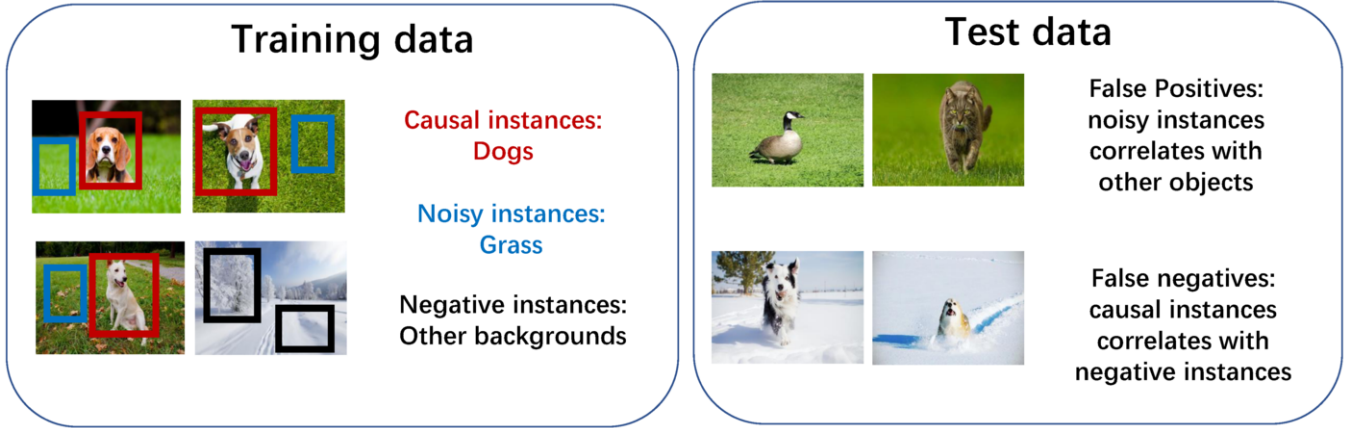 Training data
Causal instances:
Dogs
Noisy instances:
Grass
Negative instances:
Other backgrounds
Test data
False Positives:
noisy instances
correlates with
other objects
False negatives:
causal instances
correlates with
negative instances